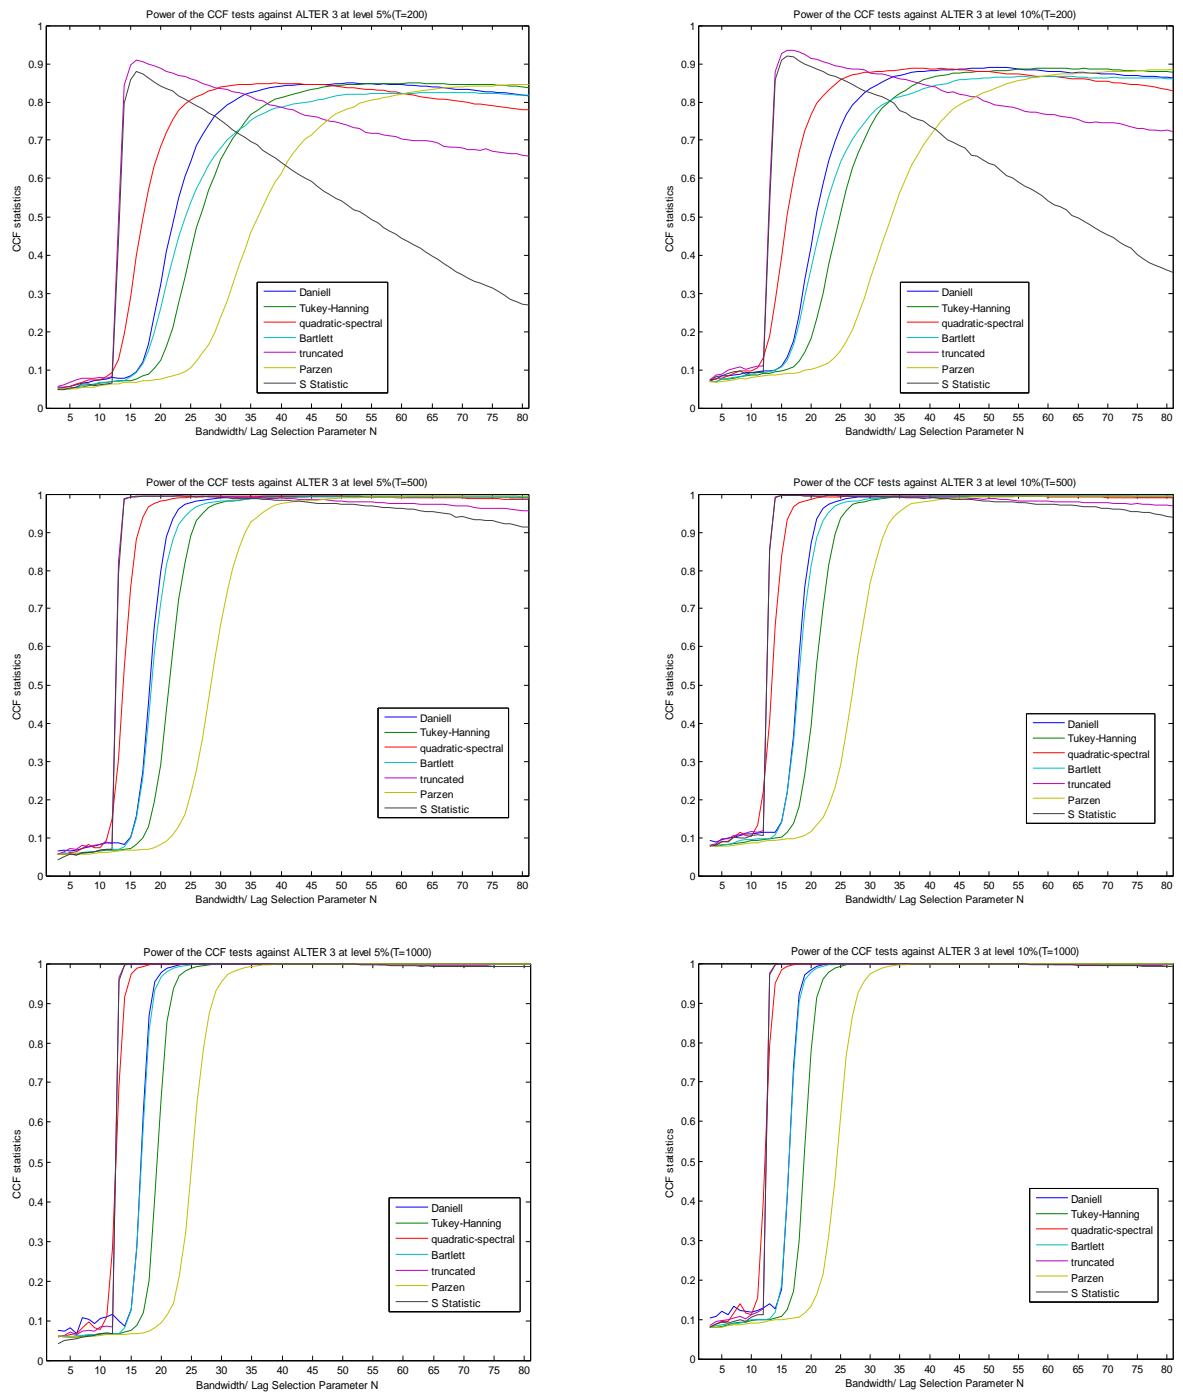 Power of the CCF tests against ALTER 3 at level 5%(T=200)
1
0.9
0.8
0.7
0.6
0.5
0.4
0.3
0.2
0.1
0
CCF statistics
Daniell
Tukey-Hanning
quadratic-spectral
Bartlett
truncated
Parzen
S Statistic
5 10 15 20 25 30 35 40 45 50 55 60 65 70 75 80
Bandwidth/ Lag Selection Parameter N
Power of the CCF tests against ALTER 3 at level 10%(T=200)
1
0.9
0.8
0.7
0.6
0.5
0.4
0.3
0.2
0.1
0
CCF statistics
Daniell
Tukey-Hanning
quadratic-spectral
Bartlett
truncated
Parzen
S Statistic
5 10 15 20 25 30 35 40 45 50 55 60 65 70 75 80
Bandwidth/ Lag Selection Parameter N
Power of the CCF tests against ALTER 3 at level 5%(T=500)
1
0.9
0.8
0.7
0.6
0.5
0.4
0.3
0.2
0.1
0
CCF statistics
Daniell
Tukey-Hanning
quadratic-spectral
Bartlett
truncated
Parzen
S Statistic
5 10 15 20 25 30 35 40 45 50 55 60 65 70 75 80
Bandwidth/ Lag Selection Parameter N
Power of the CCF tests against ALTER 3 at level 10%(T=500)
1
0.9
0.8
0.7
0.6
0.5
0.4
0.3
0.2
0.1
0
CCF statistics
Daniell
Tukey-Hanning
quadratic-spectral
Bartlett
truncated
Parzen
S Statistic
5 10 15 20 25 30 35 40 45 50 55 60 65 70 75 80
Bandwidth/ Lag Selection Parameter N
Power of the CCF tests against ALTER 3 at level 5%(T=1000)
1
0.9
0.8
0.7
0.6
0.5
0.4
0.3
0.2
0.1
0
CCF statistics
Daniell
Tukey-Hanning
quadratic-spectral
Bartlett
truncated
Parzen
S Statistic
5 10 15 20 25 30 35 40 45 50 55 60 65 70 75 80
Bandwidth/ Lag Selection Parameter N
Power of the CCF tests against ALTER 3 at level 10%(T=1000)
1
0.9
0.8
0.7
0.6
0.5
0.4
0.3
0.2
0.1
0
CCF statistics
Daniell
Tukey-Hanning
quadratic-spectral
Bartlett
truncated
Parzen
S Statistic
5 10 15 20 25 30 35 40 45 50 55 60 65 70 75 80
Bandwidth/ Lag Selection Parameter N